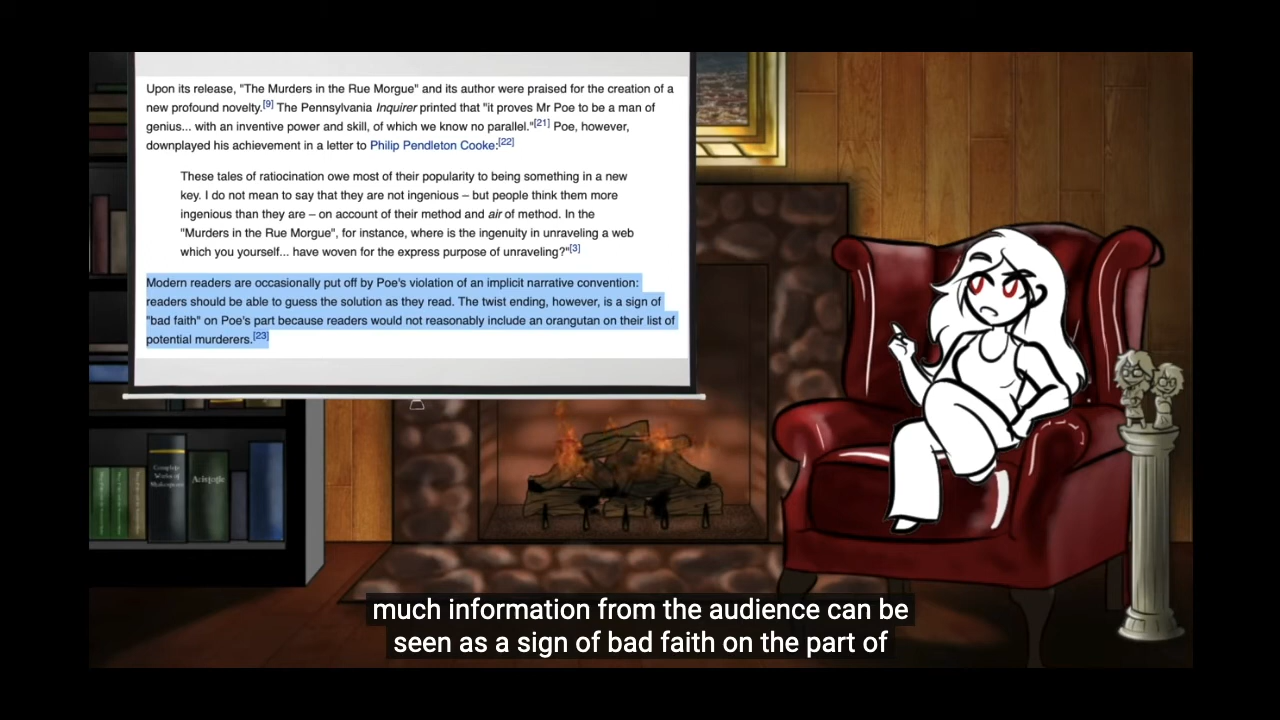 Upon its release, "The Murders in the Rue Morgue" and its author were praised for the creation of a
new profound novelty.[9] The Pennsylvania Inquirer printed that "it proves Mr Poe to be a man of
genius... with an inventive power and skill, of which we know no parallel."[21] Poe, however,
downplayed his achievement in a letter to Philip Pendleton Cooke:[22]
These tales of ratiocination owe most of their popularity to being something in a new
key. I do not mean to say that they are not ingenious – but people think them more
ingenious than they are – on account of their method and air of method. In the
"Murders in the Rue Morgue", for instance, where is the ingenuity in unraveling a web
which you yourself... have woven for the express purpose of unraveling?"[3]
Modern readers are occasionally put off by Poe's violation of an implicit narrative convention:
readers should be able to guess the solution as they read. The twist ending, however, is a sign of
"bad faith" on Poe's part because readers would not reasonably include an orangutan on their list of
potential murderers.[23]
Complete
Works of
Shakespeare
Aristotle
much information from the audience can be
seen as a sign of bad faith on the part of